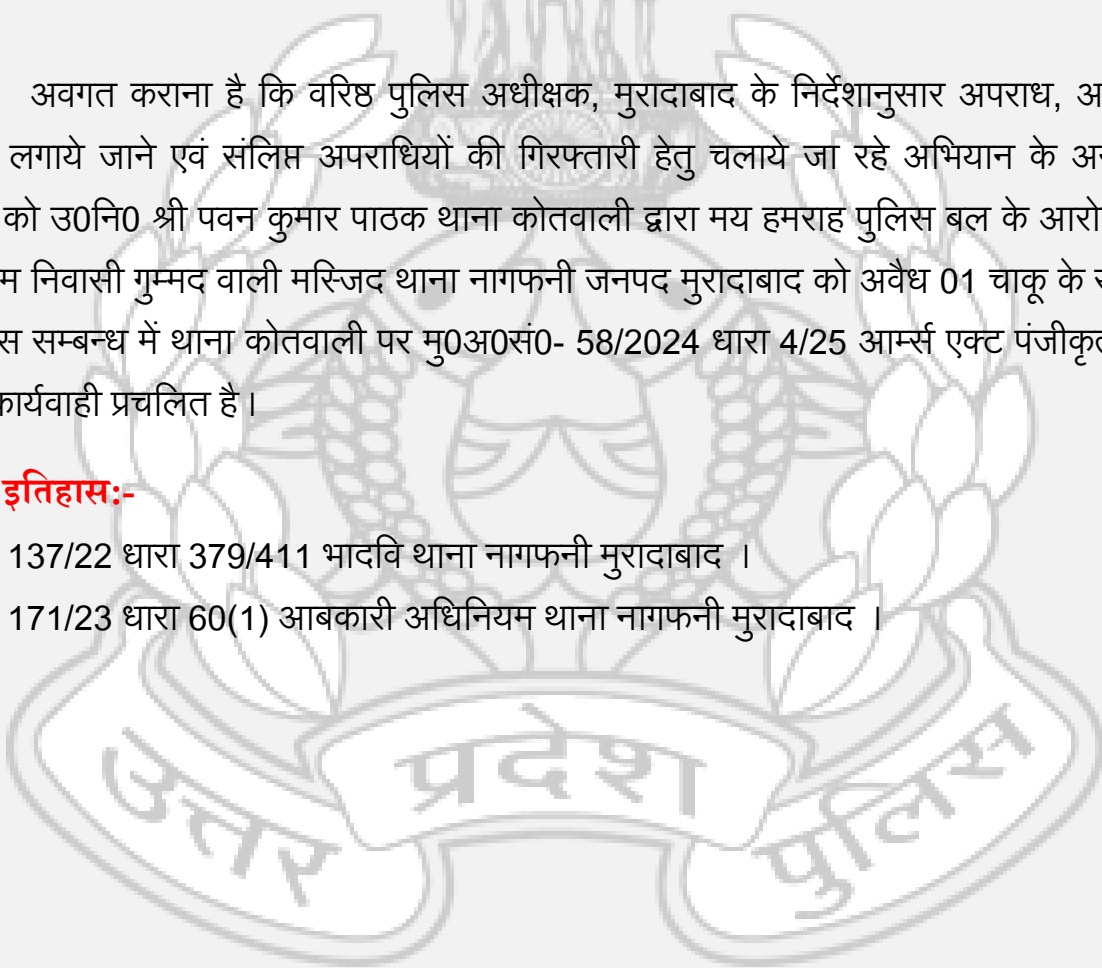 अवगत कराना है कि वरिष्ठ पुलिस अधीक्षक, मुरादाबाद के निर्देशानुसार अपराध, अ
लगाये जाने एवं संलिप्त अपराधियों की गिरफ्तारी हेतु चलाये जा रहे अभियान के अ
को उ0नि0 श्री पवन कुमार पाठक थाना कोतवाली द्वारा मय हमराह पुलिस बल के आरो
म निवासी गुम्मद वाली मस्जिद थाना नागफनी जनपद मुरादाबाद को अवैध 01 चाकू के
स सम्बन्ध में थाना कोतवाली पर मु0अ0सं0- 58/2024 धारा 4/25 आर्म्स एक्ट पंजीकृत
कार्यवाही प्रचलित है।
इतिहास:-
137/22 धारा 379/411 भादवि थाना नागफनी मुरादाबाद ।
171/23 धारा 60(1) आबकारी अधिनियम थाना नागफनी मुरादाबाद ।
उत्तर प्रदेश पुलिस